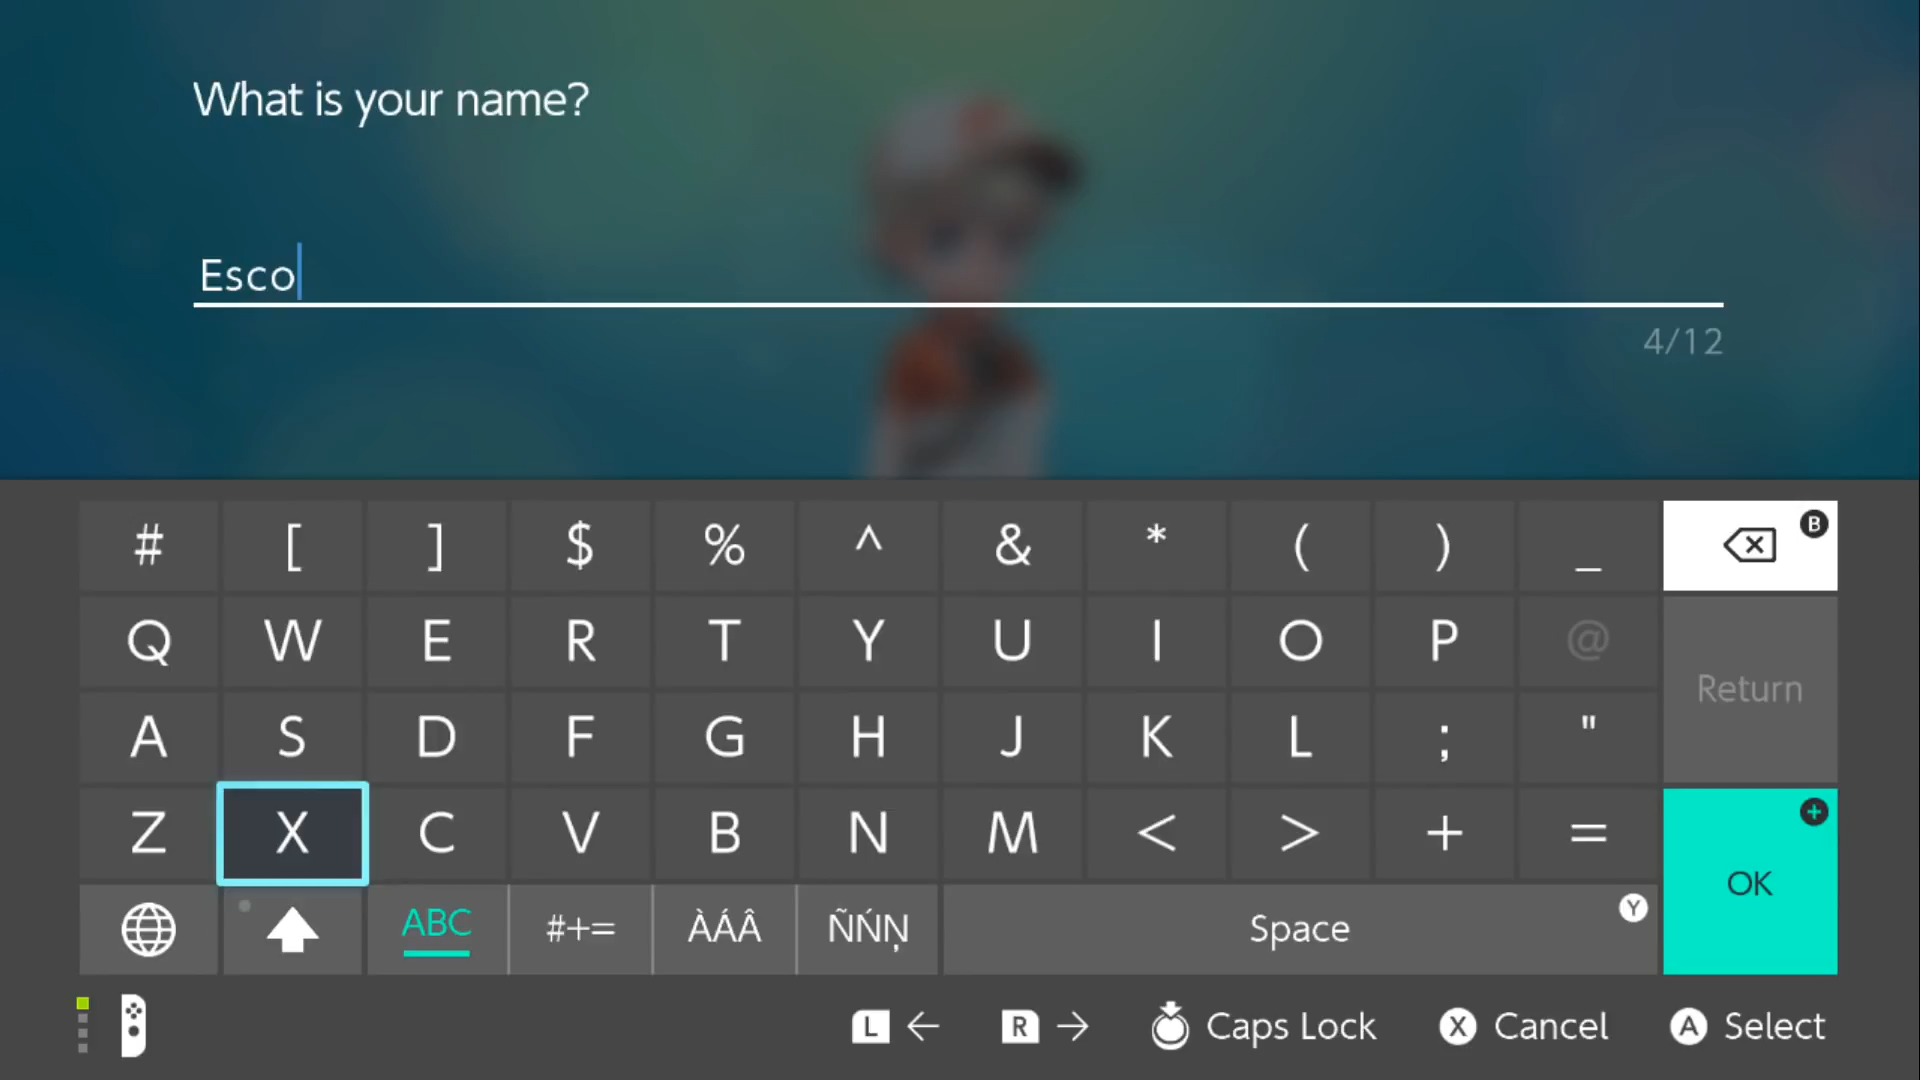 What is your name?
Esco
4/12
# [ ] $ % ^ & * ( ) _ B
Q W E R T Y U I O P @
Return
A S D F G H J K L ; "
Z X C V B N M < > + = +
OK
ABC #+= ÀÁÂ ÑŃŅ Space Y
L ← R → Caps Lock X Cancel A Select